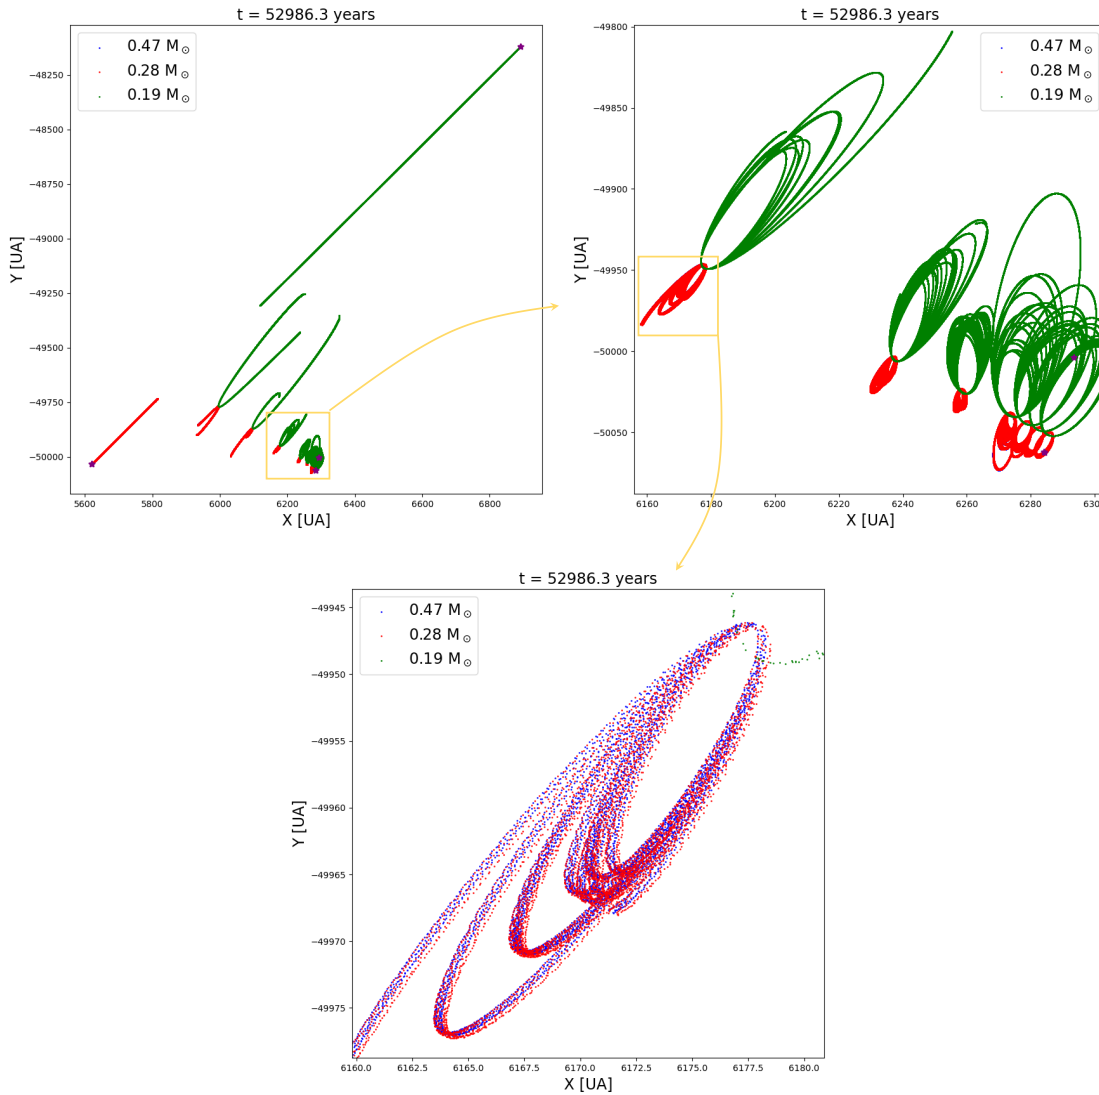 t = 52986.3 years
0.47 M⊙
0.28 M⊙
0.19 M⊙
Y [UA]
−48250
−48500
−48750
−49000
−49250
−49500
−49750
−50000
5600 5800 6000 6200 6400 6600 6800
X [UA]
t = 52986.3 years
0.47 M⊙
0.28 M⊙
0.19 M⊙
Y [UA]
−49800
−49850
−49900
−49950
−50000
−50050
6160 6180 6200 6220 6240 6260 6280 630
X [UA]
t = 52986.3 years
0.47 M⊙
0.28 M⊙
0.19 M⊙
Y [UA]
−49945
−49950
−49955
−49960
−49965
−49970
−49975
6160.0 6162.5 6165.0 6167.5 6170.0 6172.5 6175.0 6177.5 6180.0
X [UA]